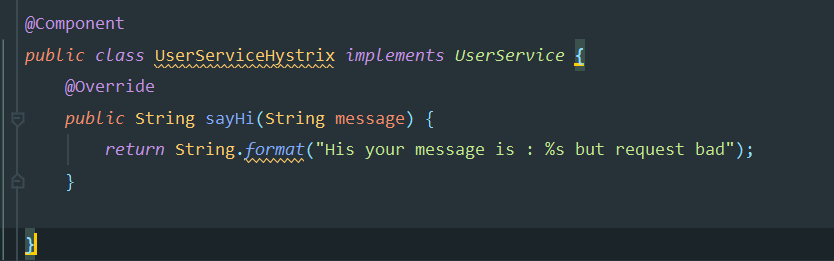 @Component
public class UserServiceHystrix implements UserService {
@Override
public String sayHi(String message) {
return String.format("His your message is : %s but request bad");
}
}